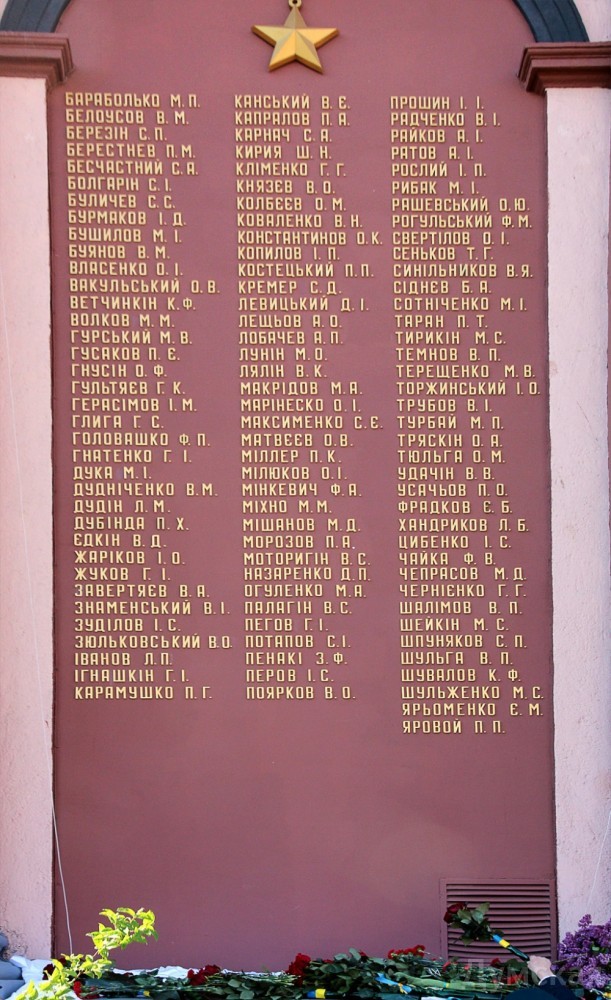 БАРАБОЛЬКО М.П.
БЕЛОУСОВ В.М.
БЕРЕЗІН С.П.
БЕРЕСТНЕВ П.М.
БЕСЧАСТНИЙ С.А.
БОЛГАРІН С.І.
БУЛИЧЕВ С.С.
БУРМАКОВ І.Д.
БУШИЛОВ М.І.
БУЯНОВ В.М.
ВЛАСЕНКО О.І.
ВАКУЛЬСЬКИЙ О.В.
ВЕТЧИНКІН К.Ф.
ВОЛКОВ М.М.
ГУРСЬКИЙ М.В.
ГУСАКОВ П.Є.
ГНУСІН О.Ф.
ГУЛЬТЯЄВ Г.К.
ГЕРАСІМОВ І.М.
ГЛИГА Г.С.
ГОЛОВАШКО Ф.П.
ГНАТЕНКО Г.І.
ДУКА М.І.
ДУДНІЧЕНКО В.М.
ДУДІН Л.М.
ДУБІНДА П.Х.
ЄДКІН В.Д.
ЖАРІКОВ І.О.
ЖУКОВ Г.І.
ЗАВЕРТЯЄВ В.А.
ЗНАМЕНСЬКИЙ В.І.
ЗУДІЛОВ І.С.
ЗЮЛЬКОВСЬКИЙ В.О.
ІВАНОВ Л.П.
ІГНАШКІН Г.І.
КАРАМУШКО П.Г.
КАНСЬКИЙ В.Є.
КАПРАЛОВ П.А.
КАРНАЧ С.А.
КИРИЯ Ш.Н.
КЛІМЕНКО Г.Г.
КНЯЗЄВ В.О.
КОЛБЄЄВ О.М.
КОВАЛЕНКО В.Н.
КОНСТАНТИНОВ О.К.
КОПИЛОВ І.П.
КОСТЕЦЬКИЙ П.П.
КРЕМЕР С.Д.
ЛЕВИЦЬКИЙ Д.І.
ЛЕЩЬОВ А.О.
ЛОБАЧЕВ А.П.
ЛУНІН М.О.
ЛЯЛІН В.К.
МАКРІДОВ М.А.
МАРІНЕСКО О.І.
МАКСИМЕНКО С.Є.
МАТВЄЄВ О.В.
МІЛЛЕР П.К.
МІЛЮКОВ О.І.
МІНКЕВИЧ Ф.А.
МІХНО М.М.
МІШАНОВ М.Д.
МОРОЗОВ П.А.
МОТОРИГІН В.С.
НАЗАРЕНКО Д.П.
ОГУЛЕНКО М.А.
ПАЛАГІН В.С.
ПЕГОВ Г.І.
ПОТАПОВ С.І.
ПЕНАКІ З.Ф.
ПЕРОВ І.С.
ПОЯРКОВ В.О.
ПРОШИН І.І.
РАДЧЕНКО В.І.
РАЙКОВ А.І.
РАТОВ А.І.
РОСЛИЙ І.П.
РИБАК М.І.
РАШЕВСЬКИЙ О.Ю.
РОГУЛЬСЬКИЙ Ф.М.
СВЕРТІЛОВ О.І.
СЕНЬКОВ Т.Г.
СИНІЛЬНИКОВ В.Я.
СІДНЄВ Б.А.
СОТНІЧЕНКО М.І.
ТАРАН П.Т.
ТИРИКІН М.С.
ТЕМНОВ В.П.
ТЕРЕЩЕНКО М.В.
ТОРЖИНСЬКИЙ І.О.
ТРУБОВ В.І.
ТУРБАЙ М.П.
ТРЯСКІН О.А.
ТЮЛЬГА О.М.
УДАЧІН В.В.
УСАЧЬОВ П.О.
ФРАДКОВ Є.Б.
ХАНДРИКОВ Л.Б.
ЦИБЕНКО І.С.
ЧАЙКА Ф.В.
ЧЕПРАСОВ М.Д.
ЧЕРНІЄНКО Г.Г.
ШАЛІМОВ В.П.
ШЕЙКІН М.С.
ШПУНЯКОВ С.П.
ШУЛЬГА В.П.
ШУВАЛОВ К.Ф.
ШУЛЬЖЕНКО М.С.
ЯРЬОМЕНКО Є.М.
ЯРОВОЙ П.П.